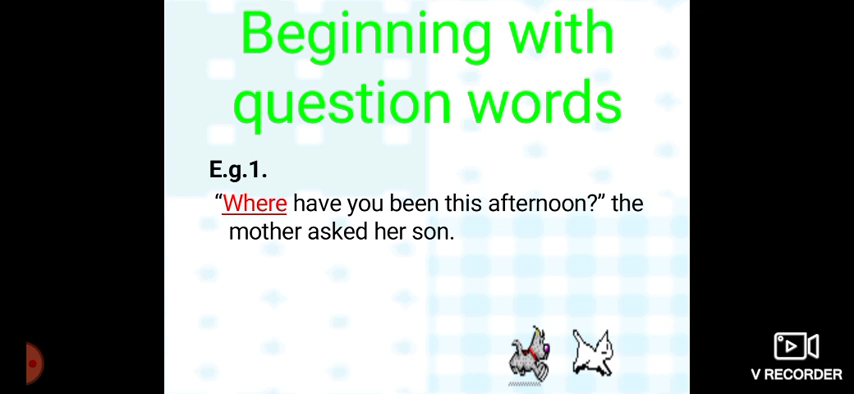 Beginning with
question words
E.g.1.
“Where have you been this afternoon?” the
mother asked her son.
V RECORDER